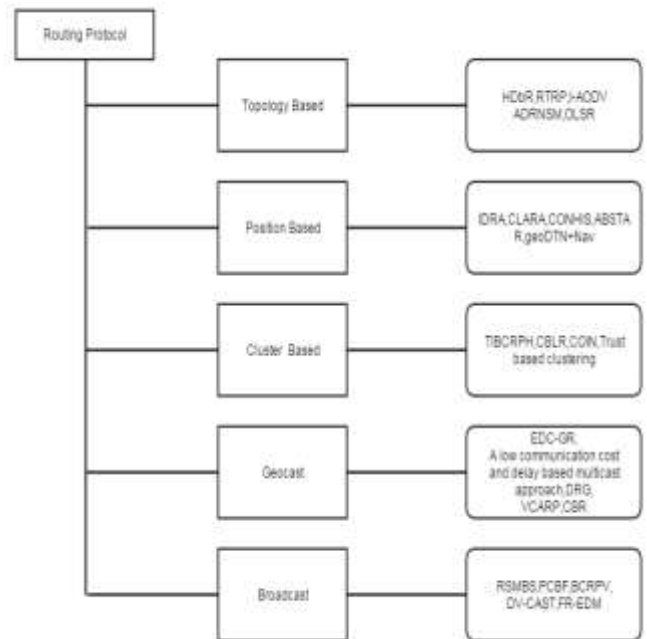 Routing Protocol
Topology Based
HDbR,RTRP,I-AODV
ADRNSM,OLSR
Position Based
IDRA,CLARA,CONHIS,ABSTA
R,geoDTN+Nav
Cluster Based
TIBCRPH,CBLR,COIN,Trust
based clustering
Geocast
EDC-GR,
A low communication cost
and delay based multicast
approach,DRG,
VCARP,CBR
Broadcast
RSMBS,PCBF,BCRPV,
DV-CAST,FR-EDM